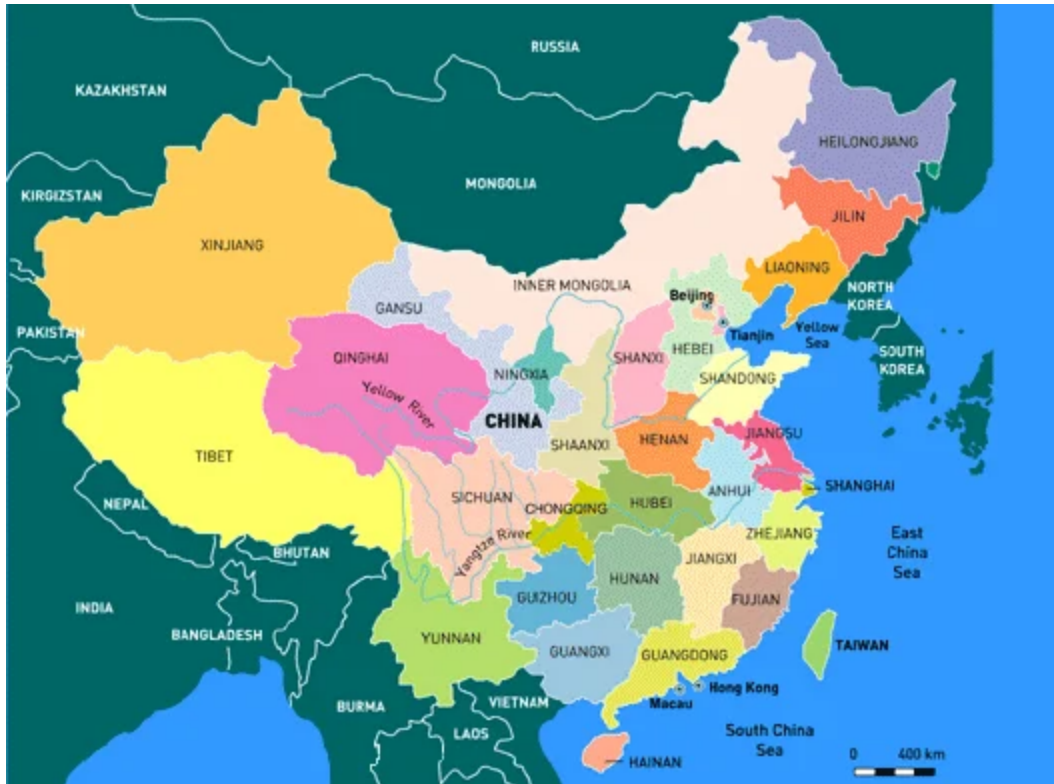 RUSSIA
KAZAKHSTAN
HEILONGJIANG
MONGOLIA
KIRGIZSTAN
JILIN
XINJIANG
LIAONING
INNER MONGOLIA
NORTH
KOREA
Beijing
GANSU
Tianjin
Yellow
Sea
PAKISTAN
QINGHAI
SHANXI
HEBEI
SOUTH
KOREA
NINGXIA
SHANDONG
Yellow River
CHINA
JIANGSU
HENAN
SHAANXI
TIBET
SHANGHAI
ANHUI
SICHUAN
NEPAL
CHONGQING
HUBEI
ZHEJIANG
Yangtze River
BHUTAN
JIANGXI
East
China
Sea
HUNAN
INDIA
GUIZHOU
FUJIAN
BANGLADESH
YUNNAN
TAIWAN
GUANGXI
GUANGDONG
Hong Kong
Macau
VIETNAM
BURMA
LAOS
South China
Sea
HAINAN
0 400 km